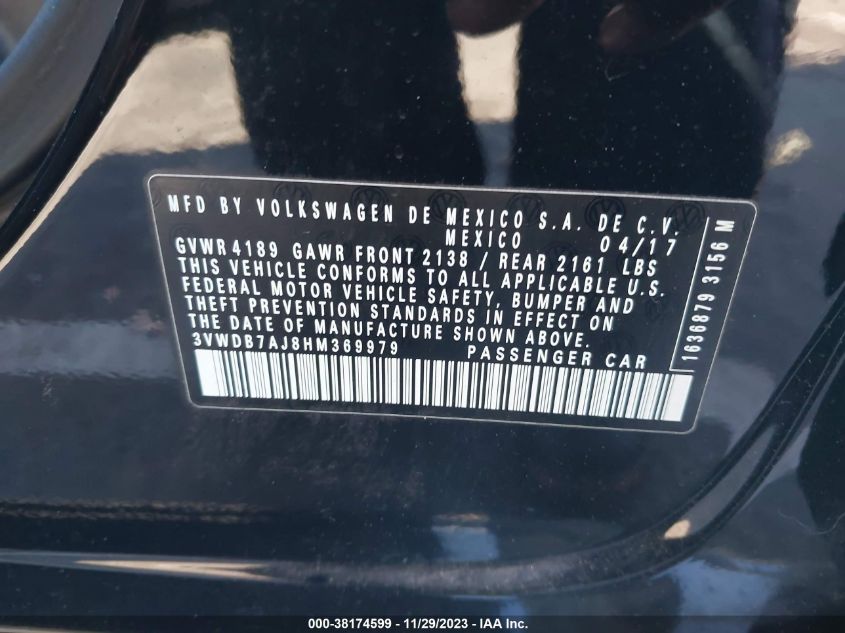 MFD BY VOLKSWAGEN DE MEXICO S.A. DE C.V.
MEXICO 04/17
GVWR 4189 GAWR FRONT 2138 / REAR 2161 LBS
THIS VEHICLE CONFORMS TO ALL APPLICABLE U.S.
FEDERAL MOTOR VEHICLE SAFETY, BUMPER AND
THEFT PREVENTION STANDARDS IN EFFECT ON
THE DATE OF MANUFACTURE SHOWN ABOVE.
3VWDB7AJ8HM369979 PASSENGER CAR
1636879 3156 M
000-38174599 - 11/29/2023 - IAA Inc.